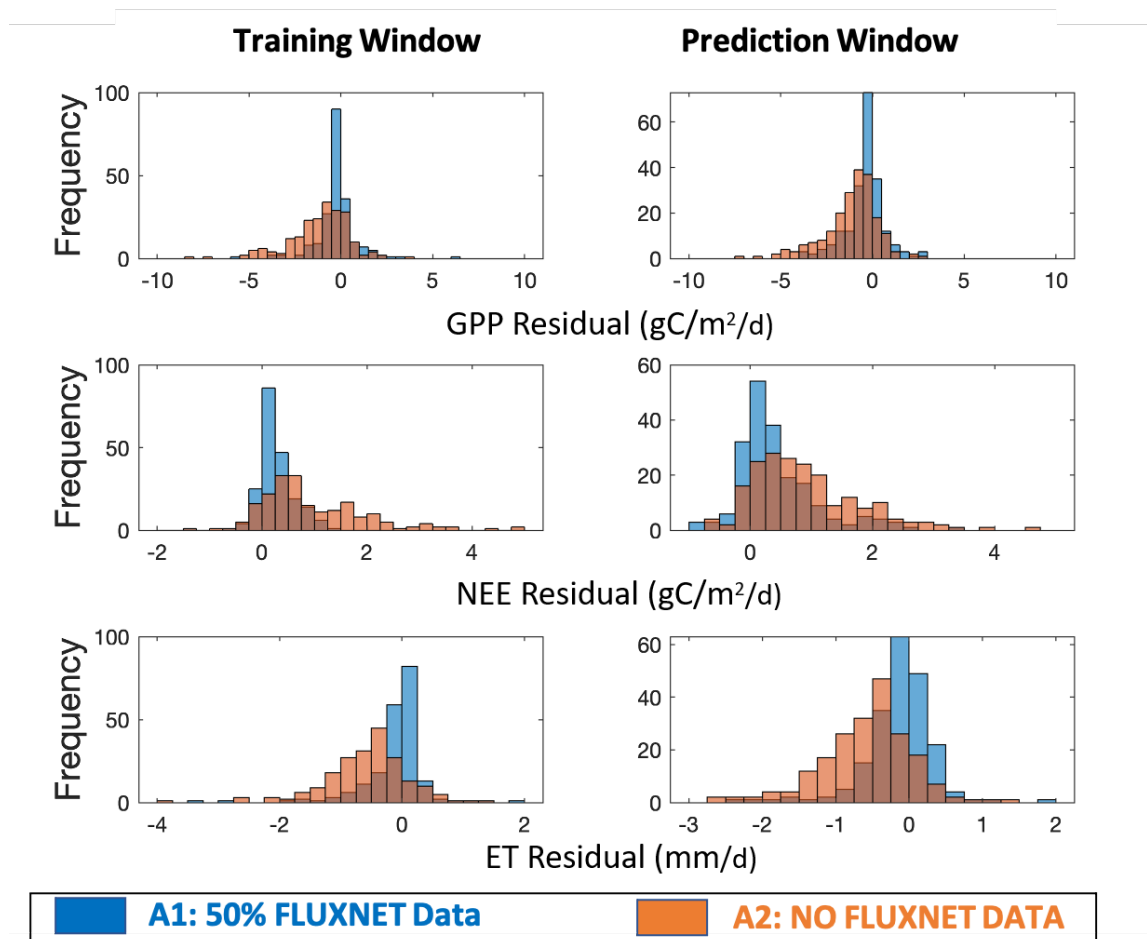 Training Window
Prediction Window
Frequency
100
50
0
-10 -5 0 5 10
60
40
20
0
-10 -5 0 5 10
GPP Residual (gC/m²/d)
Frequency
100
50
0
-2 0 2 4
60
40
20
0
0 2 4
NEE Residual (gC/m²/d)
Frequency
100
50
0
-4 -2 0 2
60
40
20
0
-3 -2 -1 0 1 2
ET Residual (mm/d)
A1: 50% FLUXNET Data
A2: NO FLUXNET DATA